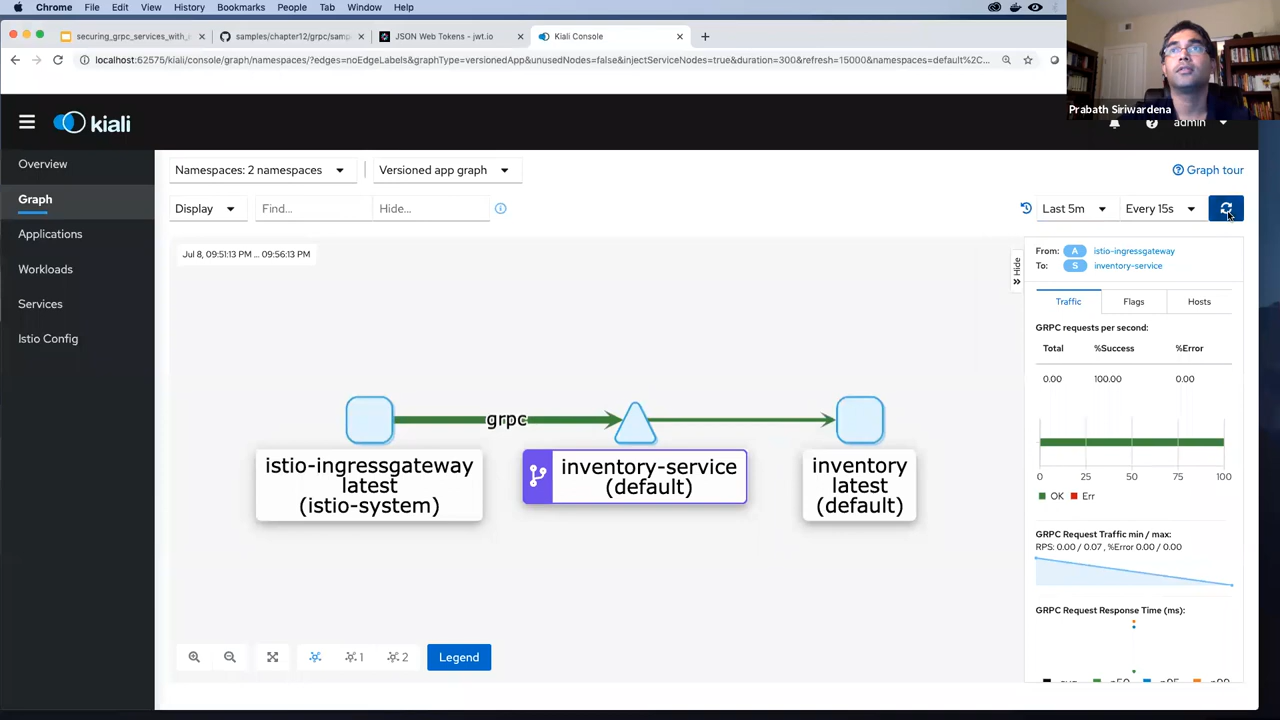 Chrome File Edit View History Bookmarks People Tab Window Help
securing_grpc_services_with_
samples/chapter12/grpc/samp
JSON Web Tokens - jwt.io
Kiali Console
localhost:62575/kiali/console/graph/namespaces/?edges=noEdgeLabels&graphType=versionedApp&unusedNodes=false&injectServiceNodes=true&duration=300&refresh=15000&namespaces=default%2C...
Prabath Siriwardena
kiali
admin
Overview
Graph
Applications
Workloads
Services
Istio Config
Namespaces: 2 namespaces
Versioned app graph
Graph tour
Display
Find...
Hide...
Last 5m
Every 15s
Jul 8, 09:51:13 PM ... 09:56:13 PM
Hide
grpc
istio-ingressgateway
latest
(istio-system)
inventory-service
(default)
inventory
latest
(default)
From: A istio-ingressgateway
To: S inventory-service
Traffic Flags Hosts
GRPC requests per second:
Total %Success %Error
0.00 100.00 0.00
0 25 50 75 100
OK Err
GRPC Request Traffic min / max:
RPS: 0.00 / 0.07 , %Error 0.00 / 0.00
GRPC Request Response Time (ms):
1
2
Legend